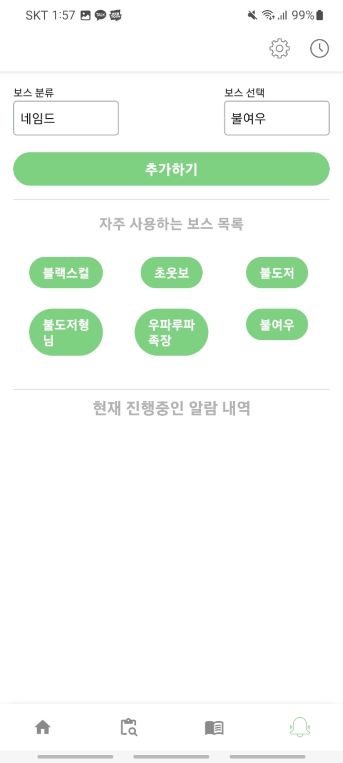 SKT 1:57 99%
보스 분류 보스 선택
네임드 불여우
추가하기
자주 사용하는 보스 목록
블랙스컬 초웃보 불도저
불도저형 우파루파 불여우
님 족장
현재 진행중인 알람 내역